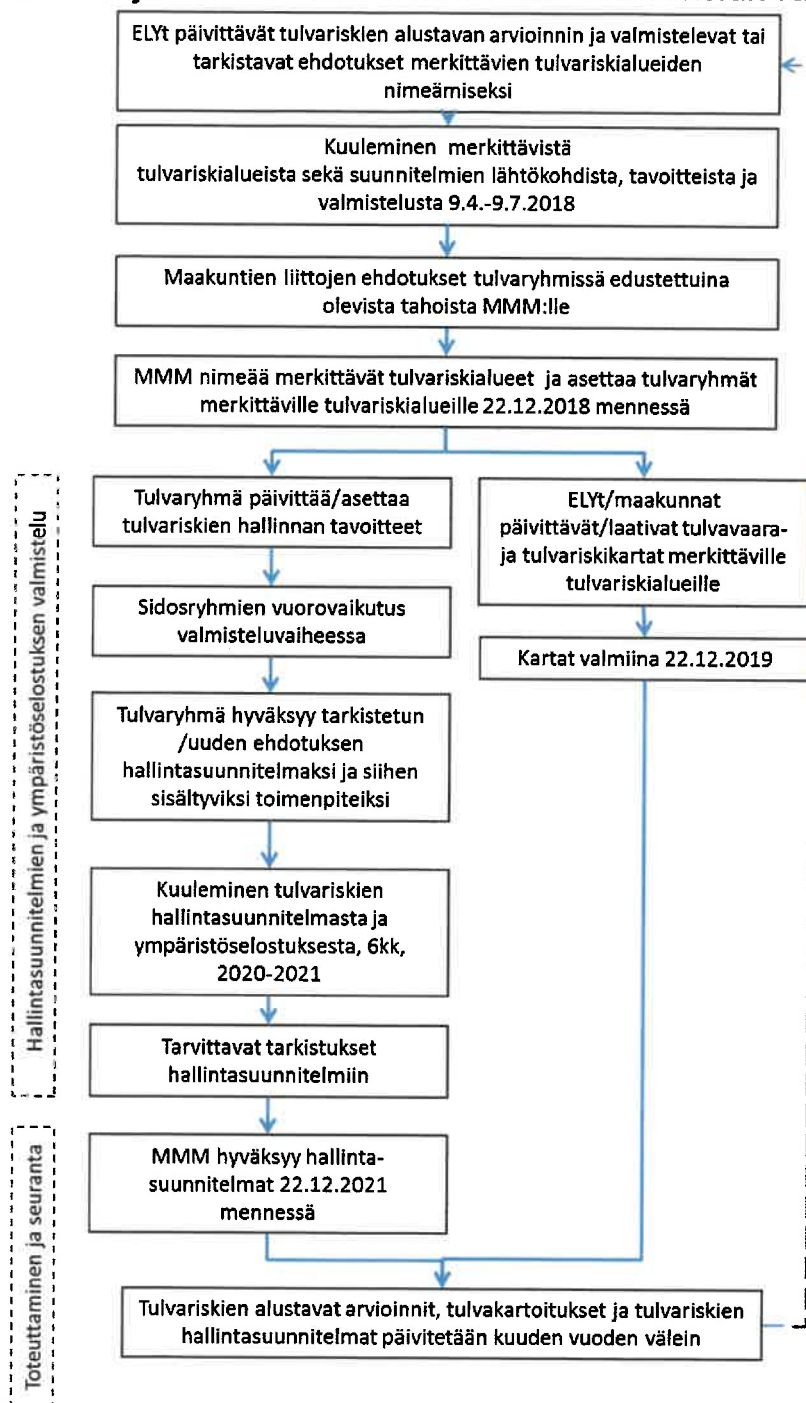 ELYt päivittävät tulvariskien alustavan arvioinnin ja valmistelevat tai
tarkistavat ehdotukset merkittävien tulvariskialueiden
nimeämiseksi
Kuuleminen merkittävistä
tulvariskialueista sekä suunnitelmien lähtökohdista, tavoitteista ja
valmistelusta 9.4.-9.7.2018
Maakuntien liittojen ehdotukset tulvaryhmissä edustettuina
olevista tahoista MMM:lle
MMM nimeää merkittävät tulvariskialueet ja asettaa tulvaryhmät
merkittäville tulvariskialueille 22.12.2018 mennessä
Hallintasuunnitelmien ja ympäristöselostuksen valmistelu
Tulvaryhmä päivittää/asettaa
tulvariskien hallinnan tavoitteet
Sidosryhmien vuorovaikutus
valmisteluvaiheessa
Tulvaryhmä hyväksyy tarkistetun
/uuden ehdotuksen
hallintasuunnitelmaksi ja siihen
sisältyviksi toimenpiteiksi
Kuuleminen tulvariskien
hallintasuunnitelmasta ja
ympäristöselostuksesta, 6kk,
2020-2021
Tarvittavat tarkistukset
hallintasuunnitelmiin
ELYt/maakunnat
päivittävät/laativat tulvavaara-
ja tulvariskikartat merkittäville
tulvariskialueille
Kartat valmiina 22.12.2019
Toteuttaminen ja seuranta
MMM hyväksyy hallinta-
suunnitelmat 22.12.2021
mennessä
Tulvariskien alustavat arvioinnit, tulvakartoitukset ja tulvariskien
hallintasuunnitelmat päivitetään kuuden vuoden välein